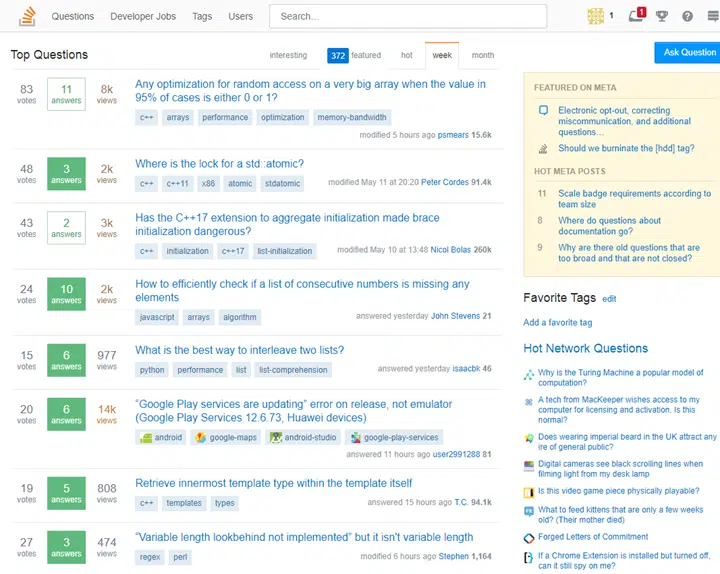 Questions Developer Jobs Tags Users Search... 1 1
Top Questions interesting 372 featured hot week month
Ask Question
83 votes 11 answers 8k views
Any optimization for random access on a very big array when the value in
95% of cases is either 0 or 1?
c++ arrays performance optimization memory-bandwidth
modified 5 hours ago psmears 15.6k
48 votes 3 answers 2k views
Where is the lock for a std::atomic?
c++ c++11 x86 atomic stdatomic
modified May 11 at 20:20 Peter Cordes 91.4k
43 votes 2 answers 3k views
Has the C++17 extension to aggregate initialization made brace
initialization dangerous?
c++ initialization c++17 list-initialization
modified May 10 at 13:48 Nicol Bolas 260k
24 votes 10 answers 2k views
How to efficiently check if a list of consecutive numbers is missing any
elements
javascript arrays algorithm
answered yesterday John Stevens 21
15 votes 6 answers 977 views
What is the best way to interleave two lists?
python performance list list-comprehension
answered yesterday isaacbk 46
20 votes 6 answers 14k views
“Google Play services are updating” error on release, not emulator
(Google Play Services 12.6.73, Huawei devices)
android google-maps android-studio google-play-services
answered 11 hours ago user2991288 81
19 votes 5 answers 808 views
Retrieve innermost template type within the template itself
c++ templates types
answered 15 hours ago T.C. 94.1k
27 votes 3 answers 474 views
“Variable length lookbehind not implemented” but it isn't variable length
regex perl
modified 6 hours ago Stephen 1,164
FEATURED ON META
Electronic opt-out, correcting
miscommunication, and additional
questions…
Should we burninate the [hdd] tag?
HOT META POSTS
11 Scale badge requirements according to
team size
8 Where do questions about
documentation go?
9 Why are there old questions that are
too broad and that are not closed?
Favorite Tags edit
Add a favorite tag
Hot Network Questions
Why is the Turing Machine a popular model of
computation?
A tech from MacKeeper wishes access to my
computer for licensing and activation. Is this
normal?
Does wearing imperial beard in the UK attract any
ire of general public?
Digital cameras see black scrolling lines when
filming light from my desk lamp
Is this video game piece physically playable?
What to feed kittens that are only a few weeks
old? (Their mother died)
Forged Letters of Commitment
If a Chrome Extension is installed but turned off,
can it still spy on me?